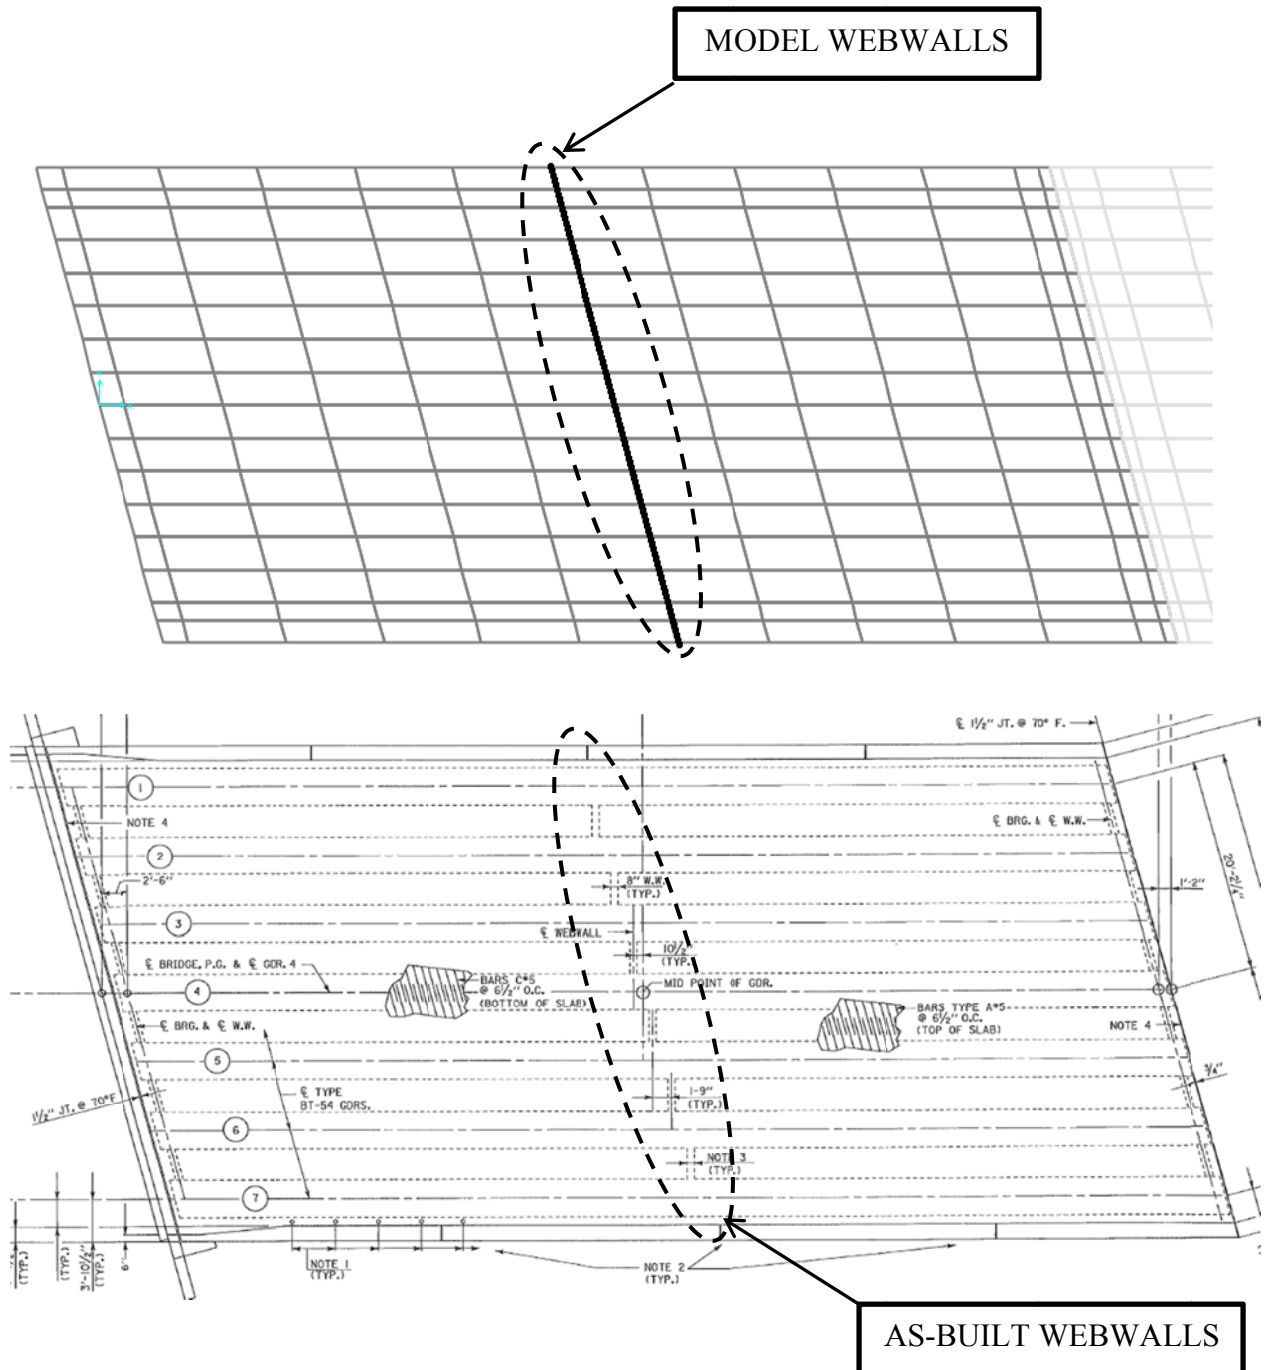 MODEL WEBWALLS
℄ 1½" JT. @ 70° F.
1
NOTE 4
℄ BRG. & ℄ W.W.
2
2'-6"
8" W.W.
(TYP.)
20'-2¼"
1'-2"
3
℄ WEBWALL
10½"
(TYP.
℄ BRIDGE, P.G. & ℄ GDR. 4
4
BARS C#5
@ 6½" O.C.
(BOTTOM OF SLAB)
MID POINT OF GDR.
BARS TYPE A#5
@ 6½" O.C.
(TOP OF SLAB)
NOTE 4
℄ BRG. & ℄ W.W.
5
¾"
1½" JT. @ 70°F
℄ TYPE
BT-54 GDRS.
1-9"
(TYP.)
6
NOTE 3
(TYP.)
7
(TYP.)
(TYP.)
3'-10½"
(TYP.)
6"
NOTE 1
(TYP.)
NOTE 2
(TYP.)
AS-BUILT WEBWALLS